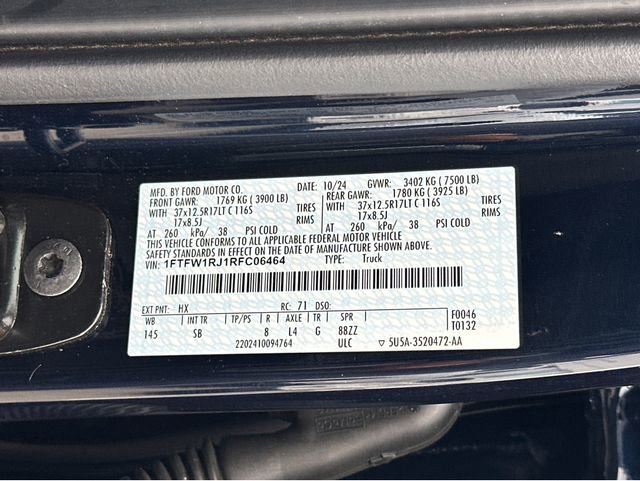 MFD. BY FORD MOTOR CO. DATE: 10/24 GVWR: 3402 KG ( 7500 LB)
FRONT GAWR: 1769 KG ( 3900 LB) REAR GAWR: 1780 KG ( 3925 LB)
WITH 37x12.5R17LT C 116S TIRES WITH 37x12.5R17LT C 116S TIRES
17x8.5J RIMS 17x8.5J RIMS
AT 260 kPa/ 38 PSI COLD AT 260 kPa/ 38 PSI COLD
THIS VEHICLE CONFORMS TO ALL APPLICABLE FEDERAL MOTOR VEHICLE
SAFETY STANDARDS IN EFFECT ON THE DATE OF MANUFACTURE SHOWN ABOVE.
VIN: 1FTFW1RJ1RFC06464 TYPE: Truck
EXT PNT: HX RC: 71 DSO:
WB INT TR TP/PS R AXLE TR SPR F0046
145 SB 8 L4 G 88ZZ T0132
2202410094764 ULC ▽ 5U5A-3520472-AA